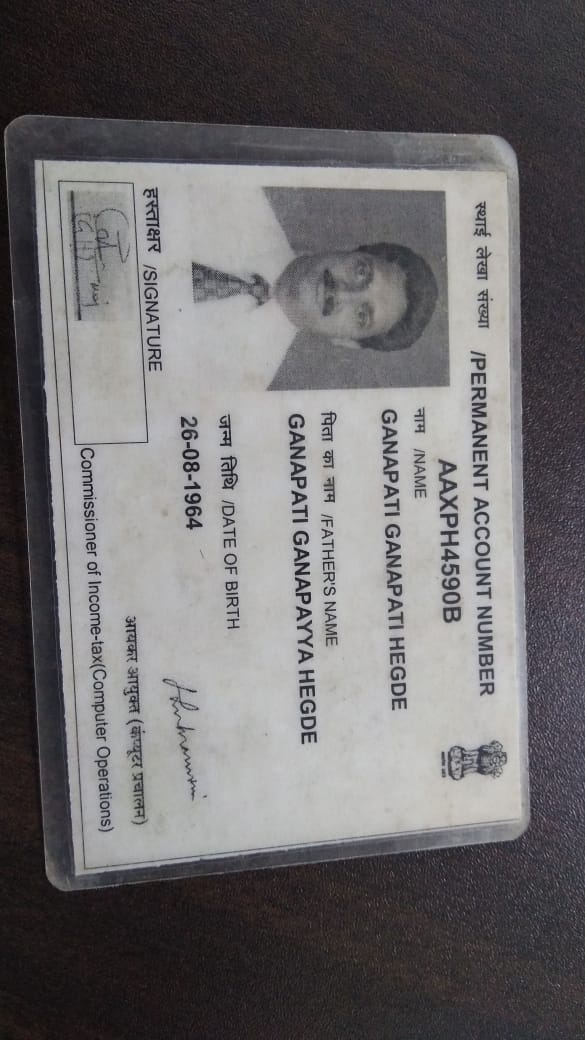 स्थाई लेखा संख्या /PERMANENT ACCOUNT NUMBER
AAXPH4590B
नाम /NAME
GANAPATI GANAPATI HEGDE
पिता का नाम /FATHER'S NAME
GANAPATI GANAPAYYA HEGDE
जन्म तिथि /DATE OF BIRTH
26-08-1964
हस्ताक्षर /SIGNATURE
आयकर आयुक्त (कंप्यूटर प्रचालन)
Commissioner of Income-tax(Computer Operations)